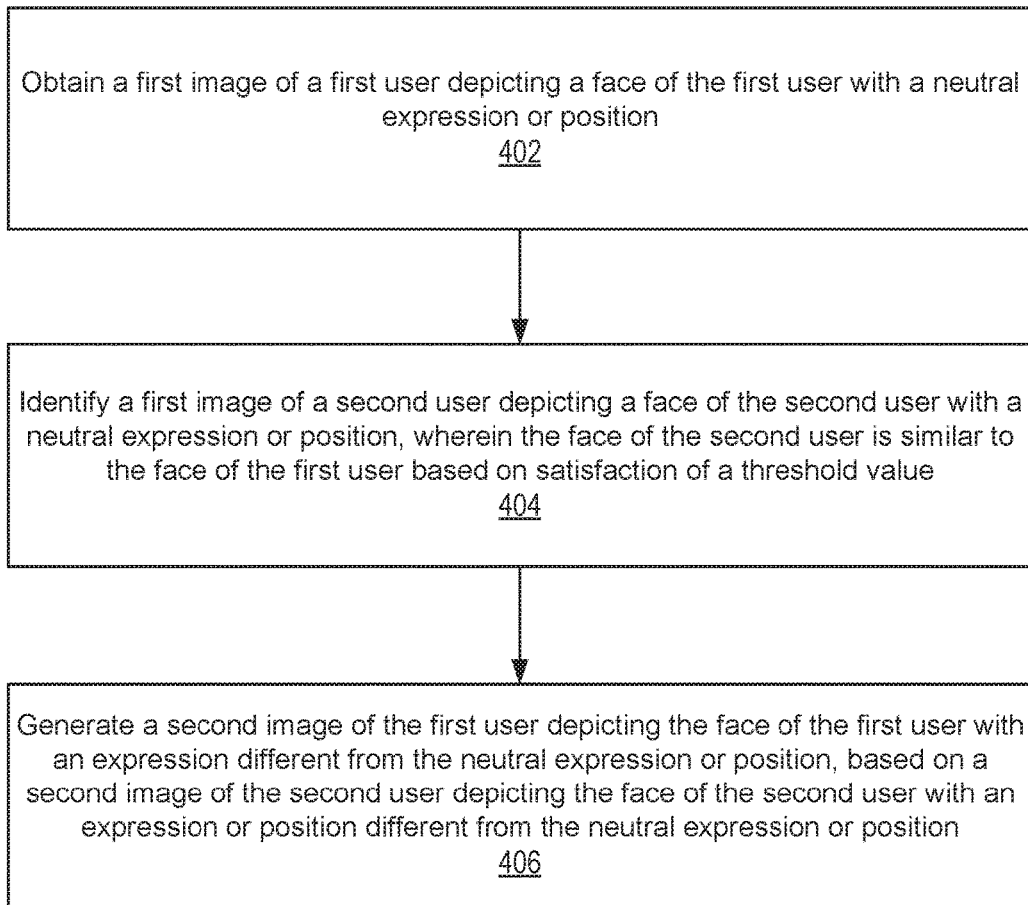 Obtain a first image of a first user depicting a face of the first user with a neutral
expression or position
402
Identify a first image of a second user depicting a face of the second user with a
neutral expression or position, wherein the face of the second user is similar to
the face of the first user based on satisfaction of a threshold value
404
Generate a second image of the first user depicting the face of the first user with
an expression different from the neutral expression or position, based on a
second image of the second user depicting the face of the second user with an
expression or position different from the neutral expression or position
406